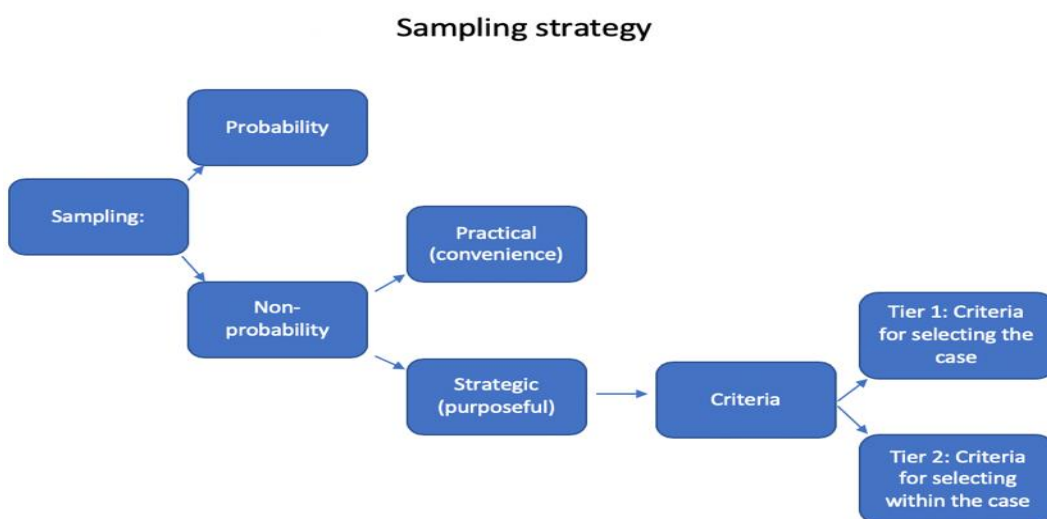 Sampling strategy
Probability
Sampling:
Practical
(convenience)
Non-
probability
Tier 1: Criteria
for selecting the
case
Strategic
(purposeful)
Criteria
Tier 2: Criteria
for selecting
within the case